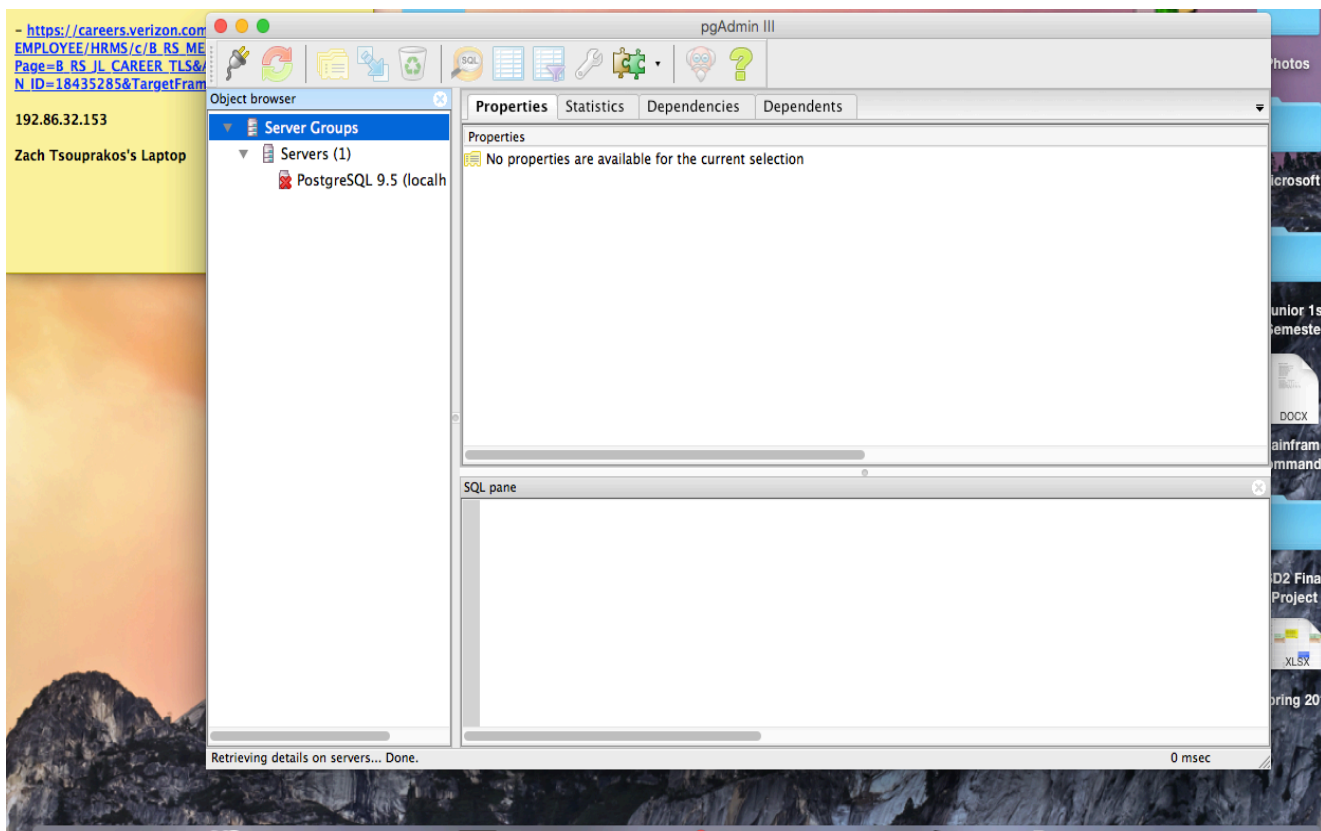 – https://careers.verizon.com
EMPLOYEE/HRMS/c/B_RS_ME
Page=B_RS_JL_CAREER_TLS&
N_ID=18435285&TargetFram
192.86.32.153
Zach Tsouprakos's Laptop
pgAdmin III
SQL
Object browser
Server Groups
Servers (1)
PostgreSQL 9.5 (localh
Properties Statistics Dependencies Dependents
Properties
No properties are available for the current selection
SQL pane
Retrieving details on servers... Done.
0 msec
hotos
icrosoft
unior 1s
emeste
DOCX
ainfram
mmand
D2 Fina
Project
XLSX
pring 20